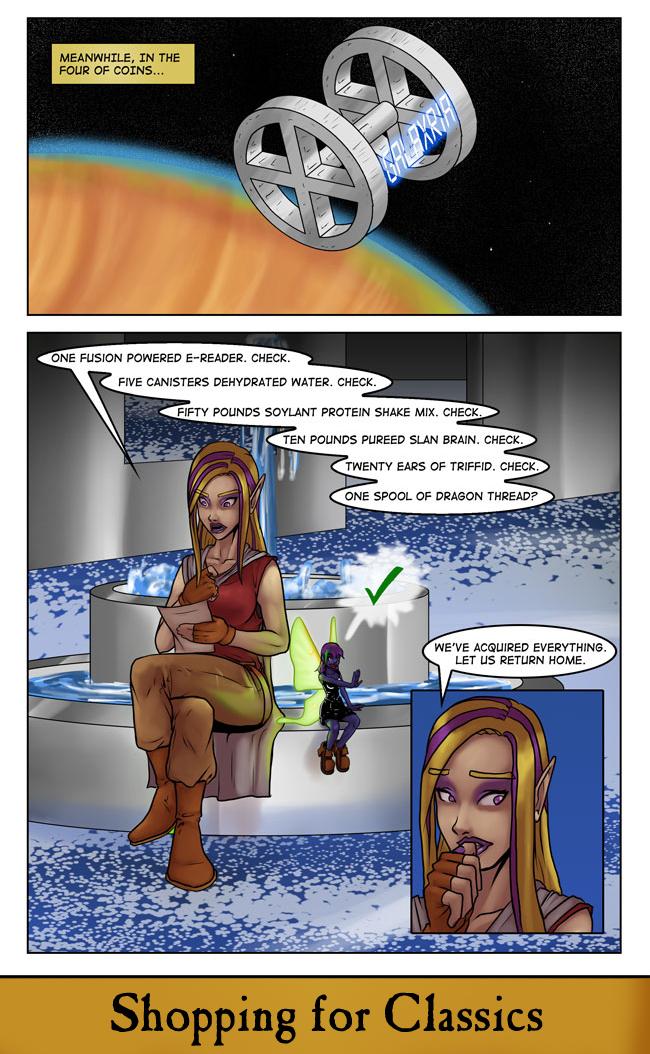 MEANWHILE, IN THE
FOUR OF COINS...
GALAXRIA
ONE FUSION POWERED E-READER. CHECK.
FIVE CANISTERS DEHYDRATED WATER. CHECK.
FIFTY POUNDS SOYLANT PROTEIN SHAKE MIX. CHECK.
TEN POUNDS PUREED SLAN BRAIN. CHECK.
TWENTY EARS OF TRIFFID. CHECK.
ONE SPOOL OF DRAGON THREAD?
WE'VE ACQUIRED EVERYTHING.
LET US RETURN HOME.
Shopping for Classics